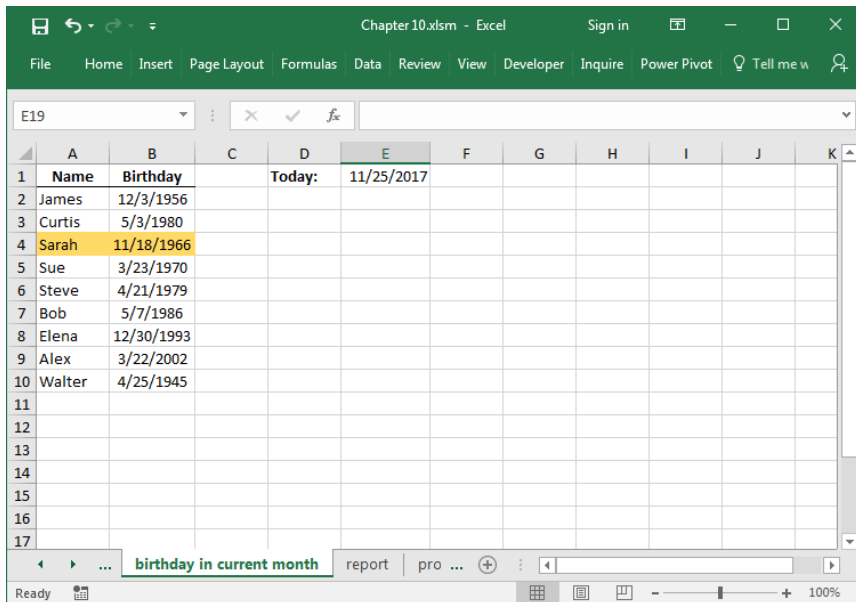 Chapter 10.xlsm - Excel Sign in
File Home Insert Page Layout Formulas Data Review View Developer Inquire Power Pivot Tell me w
E19 fx
A B C D E F G H I J K
1 Name Birthday Today: 11/25/2017
2 James 12/3/1956
3 Curtis 5/3/1980
4 Sarah 11/18/1966
5 Sue 3/23/1970
6 Steve 4/21/1979
7 Bob 5/7/1986
8 Elena 12/30/1993
9 Alex 3/22/2002
10 Walter 4/25/1945
11
12
13
14
15
16
17
... birthday in current month report pro ...
Ready 100%